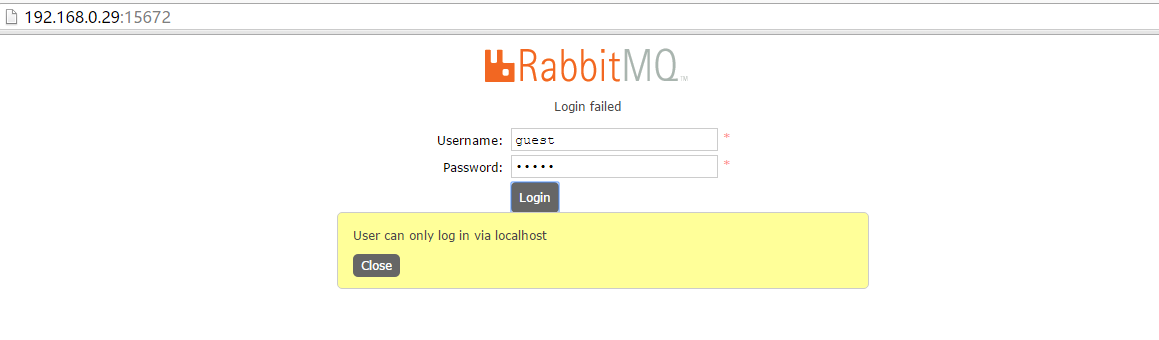 192.168.0.29:15672
RabbitMQ™
Login failed
Username: guest *
Password: ••••• *
Login
User can only log in via localhost
Close